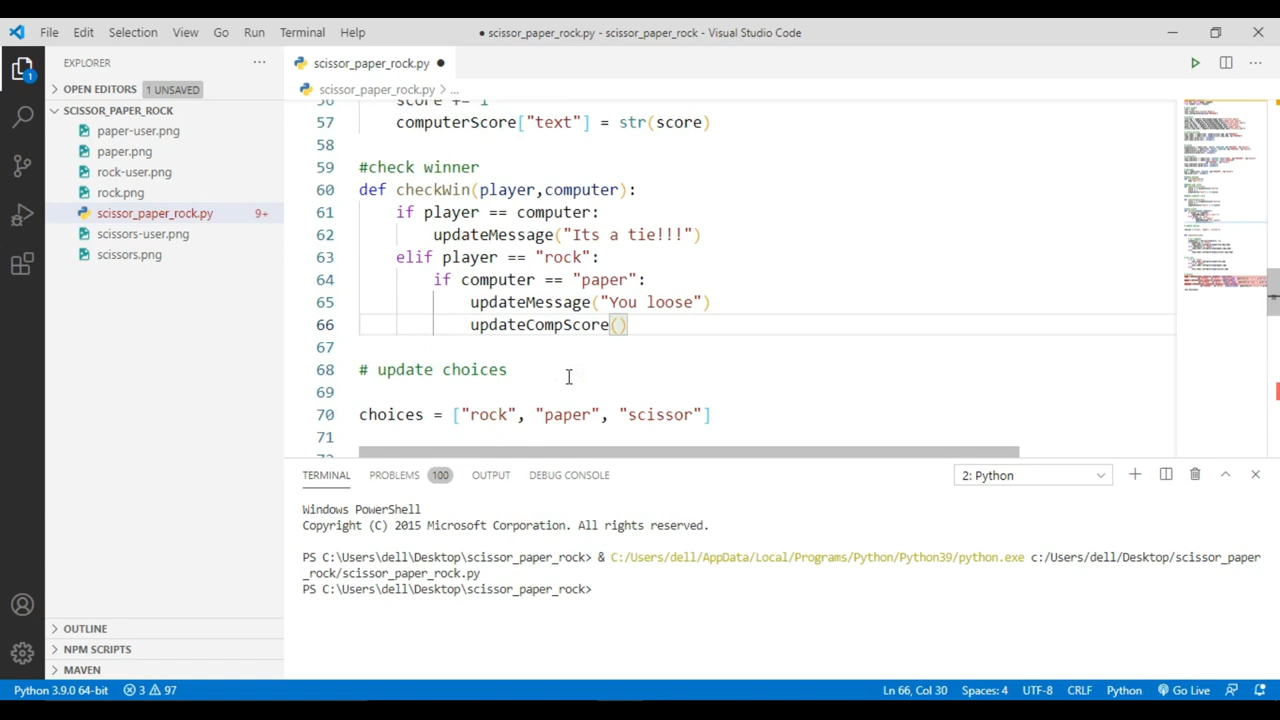 File Edit Selection View Go Run Terminal Help
● scissor_paper_rock.py - scissor_paper_rock - Visual Studio Code
EXPLORER
OPEN EDITORS 1 UNSAVED
SCISSOR_PAPER_ROCK
paper-user.png
paper.png
rock-user.png
rock.png
scissor_paper_rock.py 9+
scissors-user.png
scissors.png
OUTLINE
NPM SCRIPTS
MAVEN
1
scissor_paper_rock.py ●
scissor_paper_rock.py > ...
56 score += 1
57 computerScore["text"] = str(score)
58
59 #check winner
60 def checkWin(player,computer):
61 if player == computer:
62 updateMessage("Its a tie!!!")
63 elif player == "rock":
64 if computer == "paper":
65 updateMessage("You loose")
66 updateCompScore()
67
68 # update choices
69
70 choices = ["rock", "paper", "scissor"]
71
TERMINAL PROBLEMS 100 OUTPUT DEBUG CONSOLE 2: Python
Windows PowerShell
Copyright (C) 2015 Microsoft Corporation. All rights reserved.
PS C:\Users\dell\Desktop\scissor_paper_rock> & C:/Users/dell/AppData/Local/Programs/Python/Python39/python.exe c:/Users/dell/Desktop/scissor_paper
_rock/scissor_paper_rock.py
PS C:\Users\dell\Desktop\scissor_paper_rock>
Python 3.9.0 64-bit 3 97 Ln 66, Col 30 Spaces: 4 UTF-8 CRLF Python Go Live